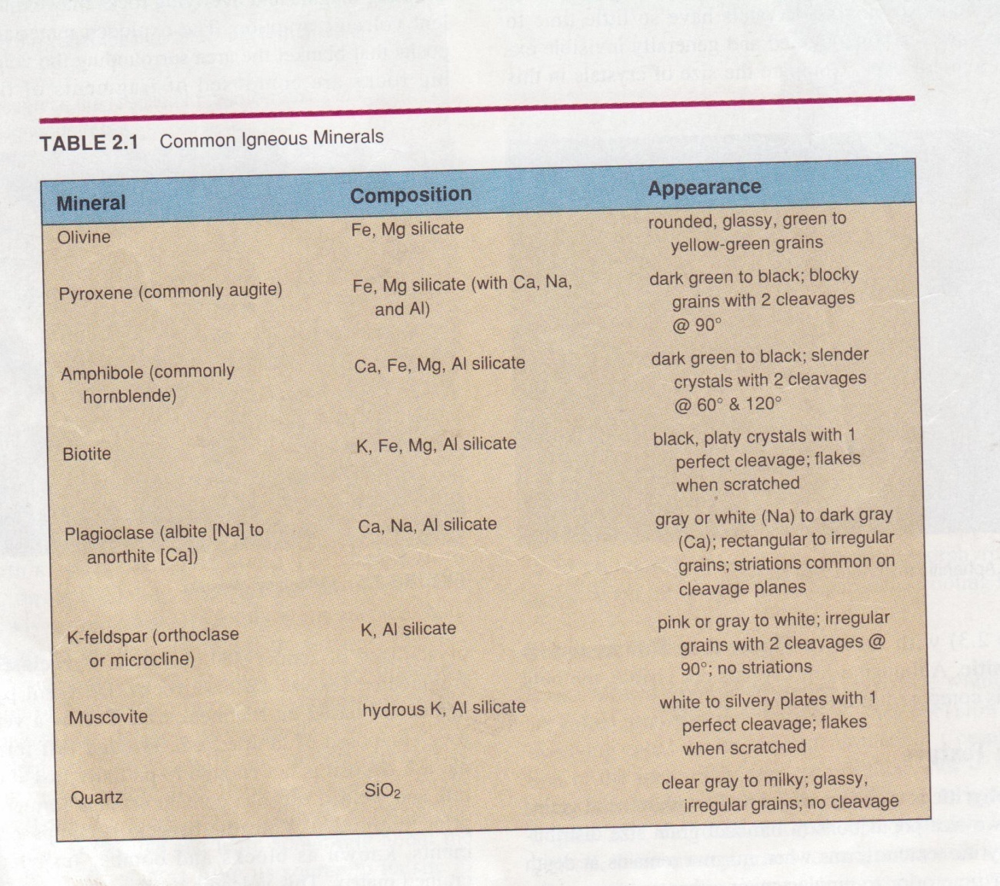 TABLE 2.1 Common Igneous Minerals
Mineral Composition Appearance
Olivine Fe, Mg silicate rounded, glassy, green to
yellow-green grains
Pyroxene (commonly augite) Fe, Mg silicate (with Ca, Na, dark green to black; blocky
and Al) grains with 2 cleavages
@ 90°
Amphibole (commonly Ca, Fe, Mg, Al silicate dark green to black; slender
hornblende) crystals with 2 cleavages
@ 60° & 120°
Biotite K, Fe, Mg, Al silicate black, platy crystals with 1
perfect cleavage; flakes
when scratched
Plagioclase (albite [Na] to Ca, Na, Al silicate gray or white (Na) to dark gray
anorthite [Ca]) (Ca); rectangular to irregular
grains; striations common on
cleavage planes
K-feldspar (orthoclase K, Al silicate pink or gray to white; irregular
or microcline) grains with 2 cleavages @
90°; no striations
Muscovite hydrous K, Al silicate white to silvery plates with 1
perfect cleavage; flakes
when scratched
Quartz SiO₂ clear gray to milky; glassy,
irregular grains; no cleavage